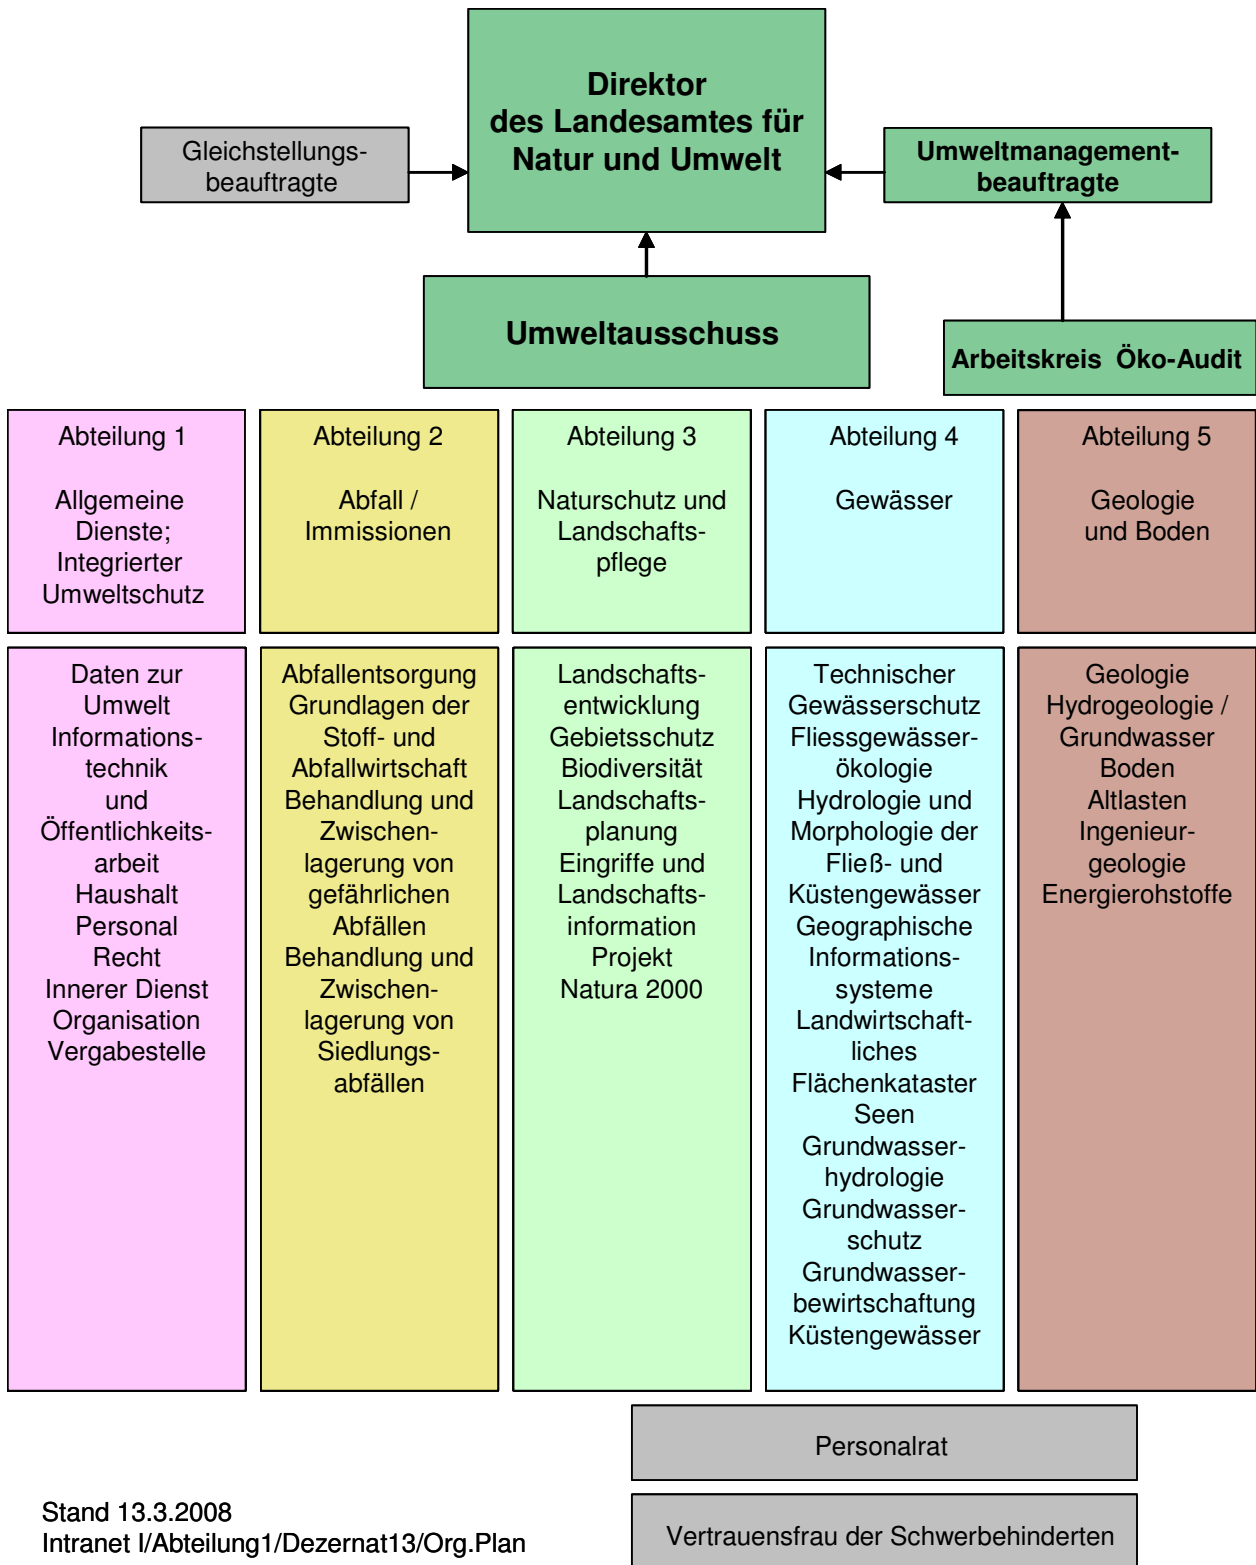 Direktor
des Landesamtes für
Natur und Umwelt
Gleichstellungs-
beauftragte
Umweltmanagement-
beauftragte
Umweltausschuss
Arbeitskreis Öko-Audit
Abteilung 1
Allgemeine
Dienste;
Integrierter
Umweltschutz
Abteilung 2
Abfall /
Immissionen
Abteilung 3
Naturschutz und
Landschafts-
pflege
Abteilung 4
Gewässer
Abteilung 5
Geologie
und Boden
Daten zur
Umwelt
Informations-
technik
und
Öffentlichkeits-
arbeit
Haushalt
Personal
Recht
Innerer Dienst
Organisation
Vergabestelle
Abfallentsorgung
Grundlagen der
Stoff- und
Abfallwirtschaft
Behandlung und
Zwischen-
lagerung von
gefährlichen
Abfällen
Behandlung und
Zwischen-
lagerung von
Siedlungs-
abfällen
Landschafts-
entwicklung
Gebietsschutz
Biodiversität
Landschafts-
planung
Eingriffe und
Landschafts-
information
Projekt
Natura 2000
Technischer
Gewässerschutz
Fliessgewässer-
ökologie
Hydrologie und
Morphologie der
Fließ- und
Küstengewässer
Geographische
Informations-
systeme
Landwirtschaft-
liches
Flächenkataster
Seen
Grundwasser-
hydrologie
Grundwasser-
schutz
Grundwasser-
bewirtschaftung
Küstengewässer
Geologie
Hydrogeologie /
Grundwasser
Boden
Altlasten
Ingenieur-
geologie
Energierohstoffe
Personalrat
Vertrauensfrau der Schwerbehinderten
Stand 13.3.2008
Intranet I/Abteilung1/Dezernat13/Org.Plan